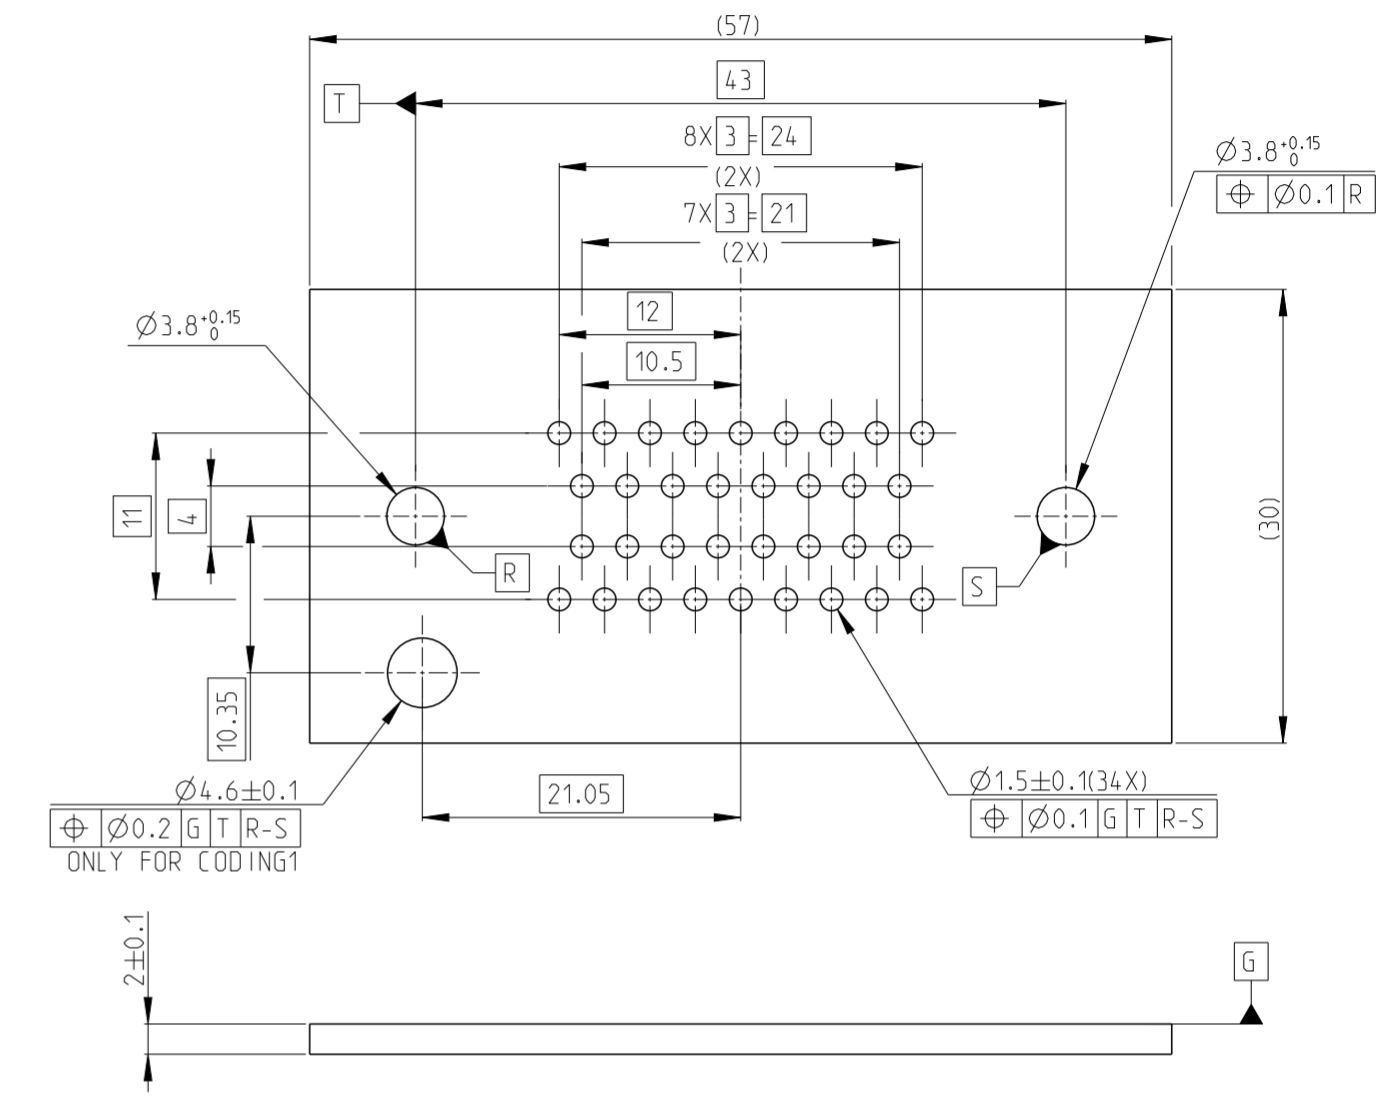 (57)
T
43
8X 3 = 24
(2X)
7X 3 = 21
(2X)
Ø3.8 +0.15 0
⌖ Ø0.1 R
12
Ø3.8 +0.15 0
10.5
11
4
R
S
(30)
10.35
Ø4.6±0.1
⌖ Ø0.2 G T R-S
ONLY FOR CODING1
21.05
Ø1.5±0.1(34X)
⌖ Ø0.1 G T R-S
2±0.1
G